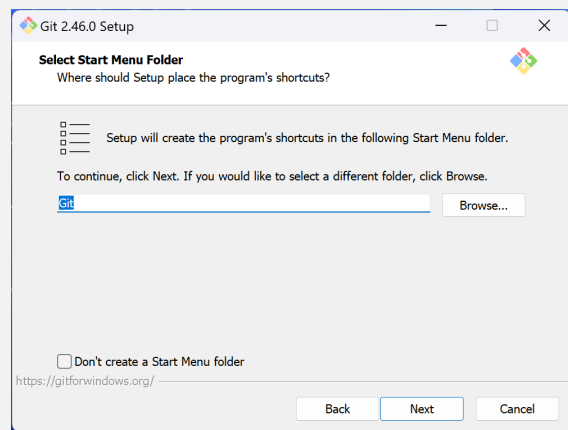 Git 2.46.0 Setup
Select Start Menu Folder
Where should Setup place the program's shortcuts?
Setup will create the program's shortcuts in the following Start Menu folder.
To continue, click Next. If you would like to select a different folder, click Browse.
Git
Browse...
Don't create a Start Menu folder
https://gitforwindows.org/
Back
Next
Cancel